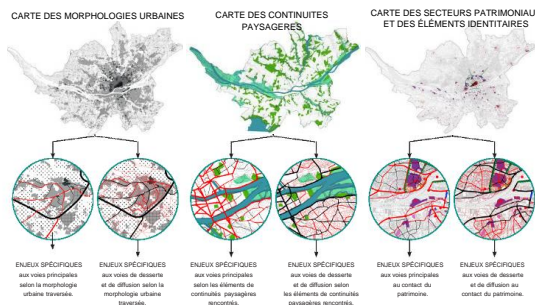 CARTE DES MORPHOLOGIES URBAINES
CARTE DES CONTINUITES
PAYSAGERES
CARTE DES SECTEURS PATRIMONIAU
ET DES ÉLÉMENTS IDENTITAIRES
ENJEUX SPÉCIFIQUES
aux voies principales
selon la morphologie
urbaine traversée.
ENJEUX SPÉCIFIQUES
aux voies de desserte
et de diffusion selon
la morphologie urbaine
traversée.
ENJEUX SPÉCIFIQUES
aux voies principales
selon les éléments de
continuités paysagères
rencontrés.
ENJEUX SPÉCIFIQUES
aux voies de desserte
et de diffusion selon
les éléments de continuités
paysagères rencontrés.
ENJEUX SPÉCIFIQUES
aux voies principales
au contact du
patrimoine.
ENJEUX SPÉCIFIQUES
aux voies de desserte
et de diffusion au
contact du patrimoine.